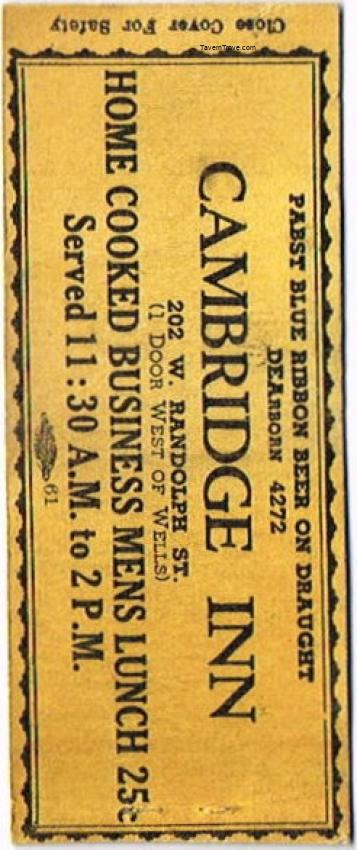 Close Cover For Safety
TavernTrove.com
PABST BLUE RIBBON BEER ON DRAUGHT
DEARBORN 4272
CAMBRIDGE INN
202 W. RANDOLPH ST.
(1 DOOR WEST OF WELLS)
HOME COOKED BUSINESS MENS LUNCH 25c
Served 11:30 A.M. to 2 P.M.
61